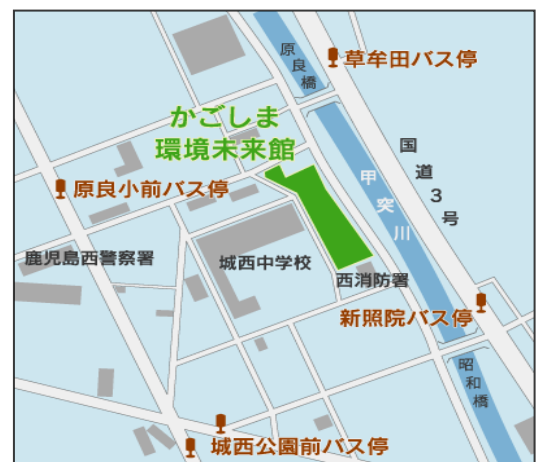 原良橋
草牟田バス停
かごしま
環境未来館
国道3号
甲突川
原良小前バス停
鹿児島西警察署
城西中学校
西消防署
新照院バス停
昭和橋
城西公園前バス停